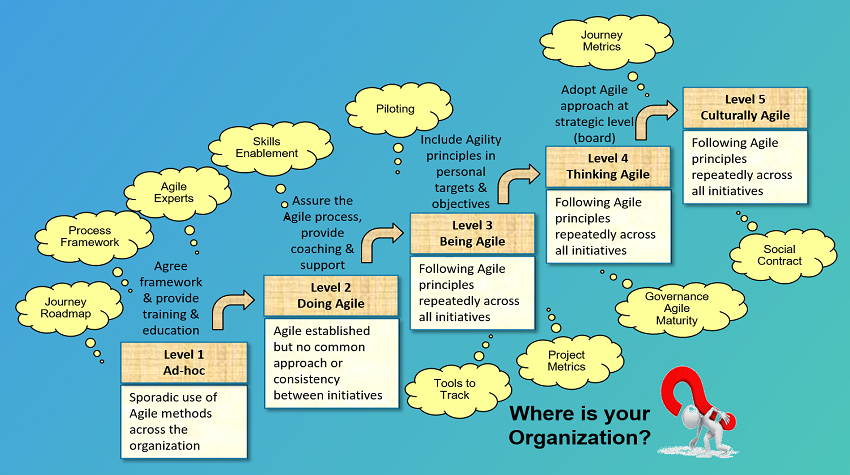 Journey
Metrics
Piloting
Skills
Enablement
Agile
Experts
Process
Framework
Journey
Roadmap
Agree
framework
& provide
training &
education
Assure the
Agile process,
provide
coaching &
support
Include Agility
principles in
personal
targets &
objectives
Adopt Agile
approach at
strategic level
(board)
Level 1
Ad-hoc
Sporadic use of
Agile methods
across the
organization
Level 2
Doing Agile
Agile established
but no common
approach or
consistency
between initiatives
Level 3
Being Agile
Following Agile
principles
repeatedly across
all initiatives
Level 4
Thinking Agile
Following Agile
principles
repeatedly across
all initiatives
Level 5
Culturally Agile
Following Agile
principles
repeatedly across
all initiatives
Social
Contract
Governance
Agile
Maturity
Project
Metrics
Tools to
Track
Where is your
Organization?